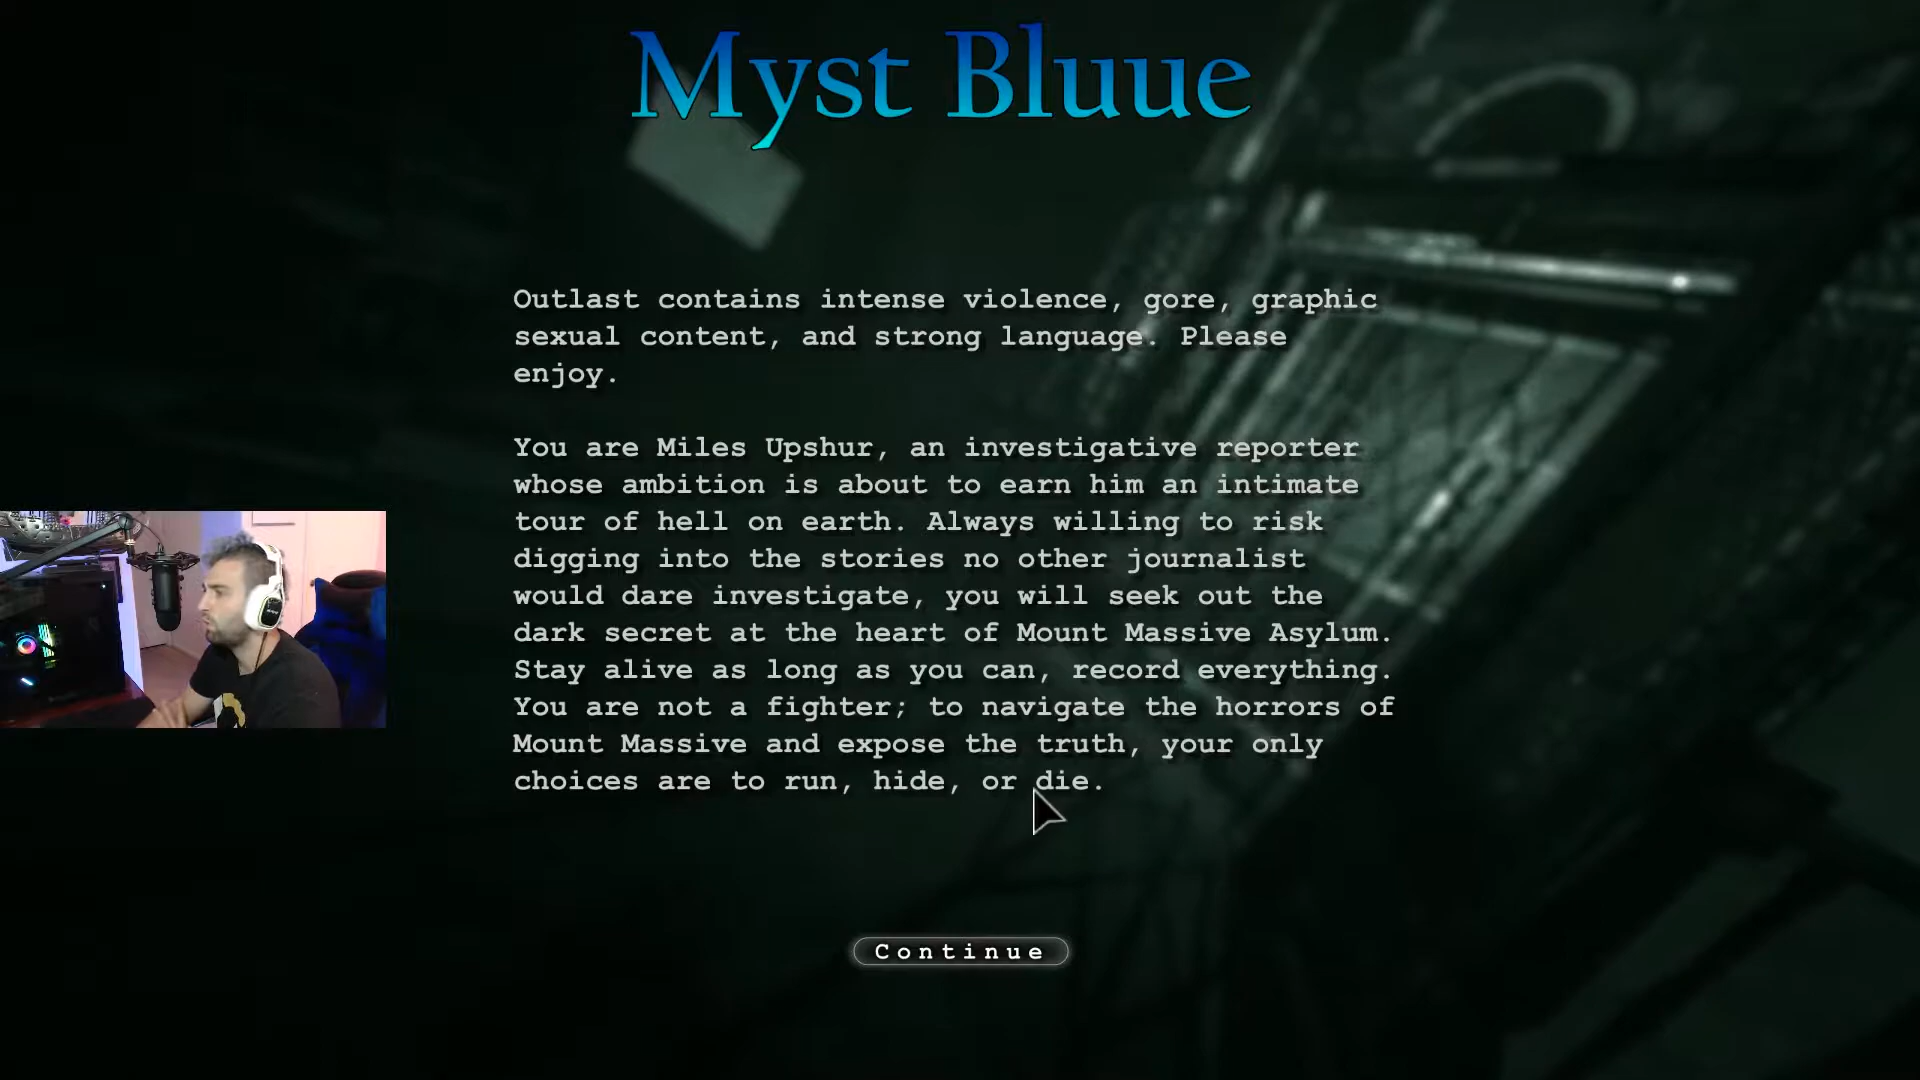 Myst Bluue
Outlast contains intense violence, gore, graphic
sexual content, and strong language. Please
enjoy.
You are Miles Upshur, an investigative reporter
whose ambition is about to earn him an intimate
tour of hell on earth. Always willing to risk
digging into the stories no other journalist
would dare investigate, you will seek out the
dark secret at the heart of Mount Massive Asylum.
Stay alive as long as you can, record everything.
You are not a fighter; to navigate the horrors of
Mount Massive and expose the truth, your only
choices are to run, hide, or die.
Continue